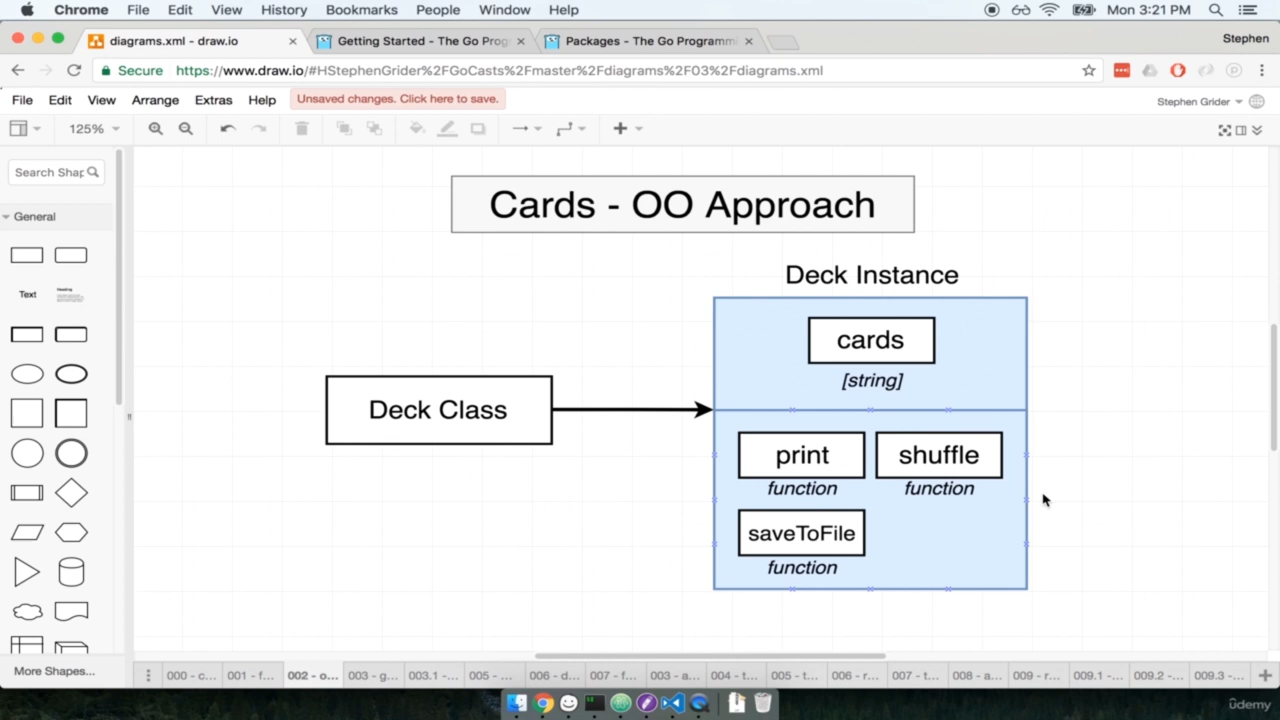 Chrome File Edit View History Bookmarks People Window Help Mon 3:21 PM
diagrams.xml - draw.io Getting Started - The Go Prog Packages - The Go Programmi Stephen
Secure https://www.draw.io/#HStephenGrider%2FGoCasts%2Fmaster%2Fdiagrams%2F03%2Fdiagrams.xml
File Edit View Arrange Extras Help Unsaved changes. Click here to save. Stephen Grider
125%
Search Shap
General
Text
Heading
More Shapes...
Cards - OO Approach
Deck Instance
cards
[string]
Deck Class
print shuffle
function function
saveToFile
function
000 - c... 001 - f... 002 - o... 003 - g... 003.1 -... 005 - ... 006 - d... 007 - f... 003 - a... 004 - t... 005 - t... 006 - r... 007 - t... 008 - a... 009 - r... 009.1 -... 009.2 -... 009.3 -...
ûdemy